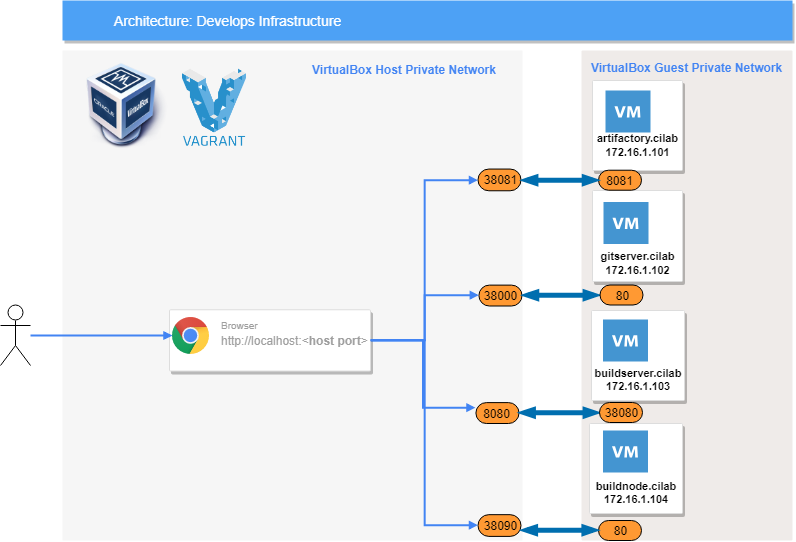 Architecture: Develops Infrastructure
VirtualBox Host Private Network
VirtualBox Guest Private Network
ORACLE
VirtualBox
VAGRANT
VM
artifactory.cilab
172.16.1.101
38081
8081
VM
gitserver.cilab
172.16.1.102
38000
80
Browser
http://localhost:<host port>
VM
buildserver.cilab
172.16.1.103
8080
38080
VM
buildnode.cilab
172.16.1.104
38090
80